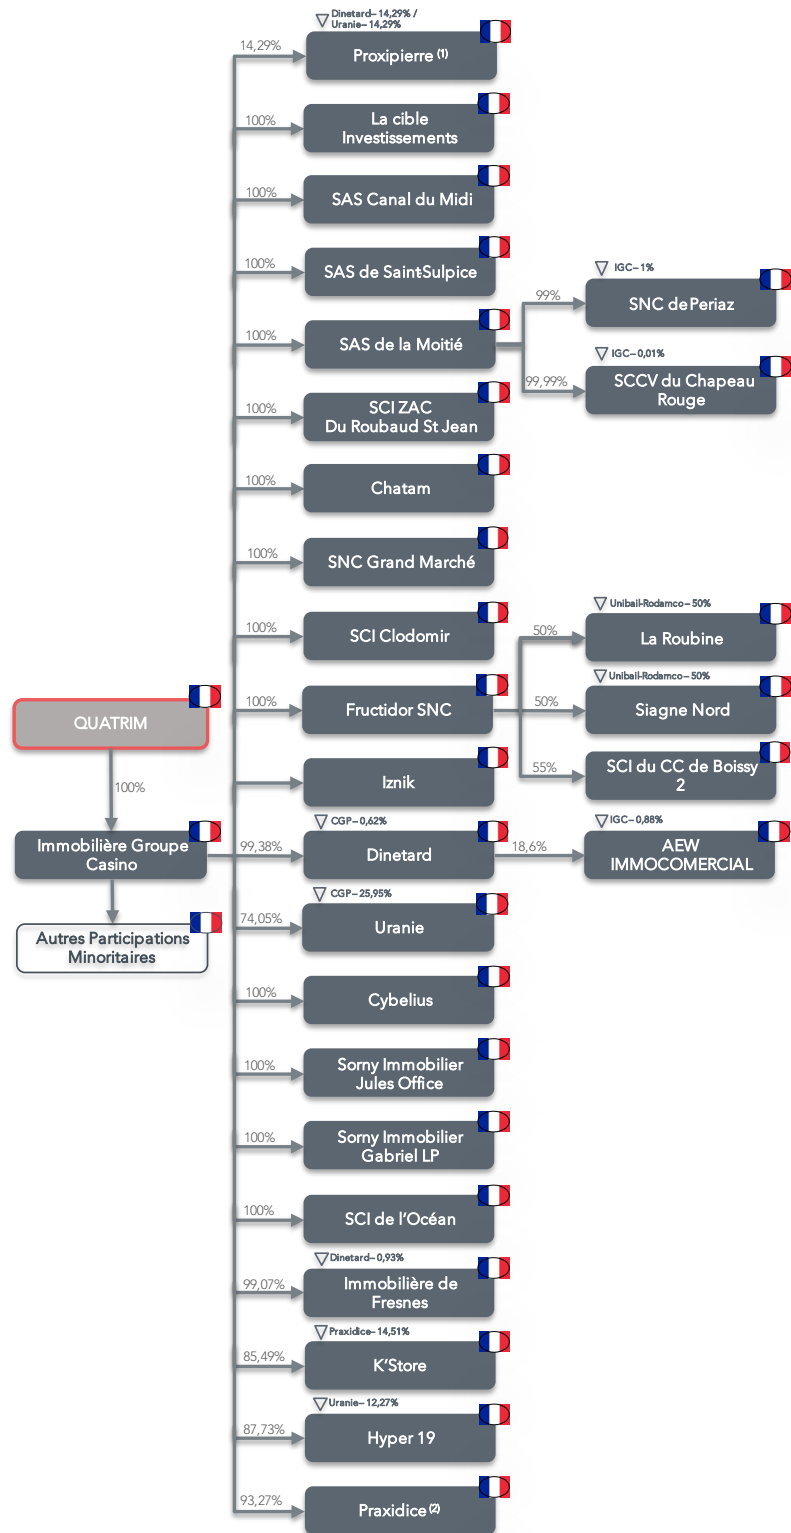 Dinetard– 14,29% /
Uranie– 14,29%
14,29%
Proxipierre (1)
100%
La cible
Investissements
100%
SAS Canal du Midi
100%
SAS de Saint-Sulpice
IGC– 1%
99%
SNC de Periaz
100%
SAS de la Moitié
IGC– 0,01%
99,99%
SCCV du Chapeau
Rouge
100%
SCI ZAC
Du Roubaud St Jean
100%
Chatam
100%
SNC Grand Marché
100%
SCI Clodomir
Unibail-Rodamco– 50%
50%
La Roubine
QUATRIM
100%
100%
Fructidor SNC
Unibail-Rodamco– 50%
50%
Siagne Nord
55%
SCI du CC de Boissy
2
Iznik
Immobilière Groupe
Casino
CGP– 0,62%
99,38%
Dinetard
18,6%
IGC– 0,88%
AEW
IMMOCOMERCIAL
Autres Participations
Minoritaires
CGP– 25,95%
74,05%
Uranie
100%
Cybelius
100%
Sorny Immobilier
Jules Office
100%
Sorny Immobilier
Gabriel LP
100%
SCI de l'Océan
Dinetard– 0,93%
99,07%
Immobilière de
Fresnes
Praxidice– 14,51%
85,49%
K'Store
Uranie– 12,27%
87,73%
Hyper 19
93,27%
Praxidice (2)